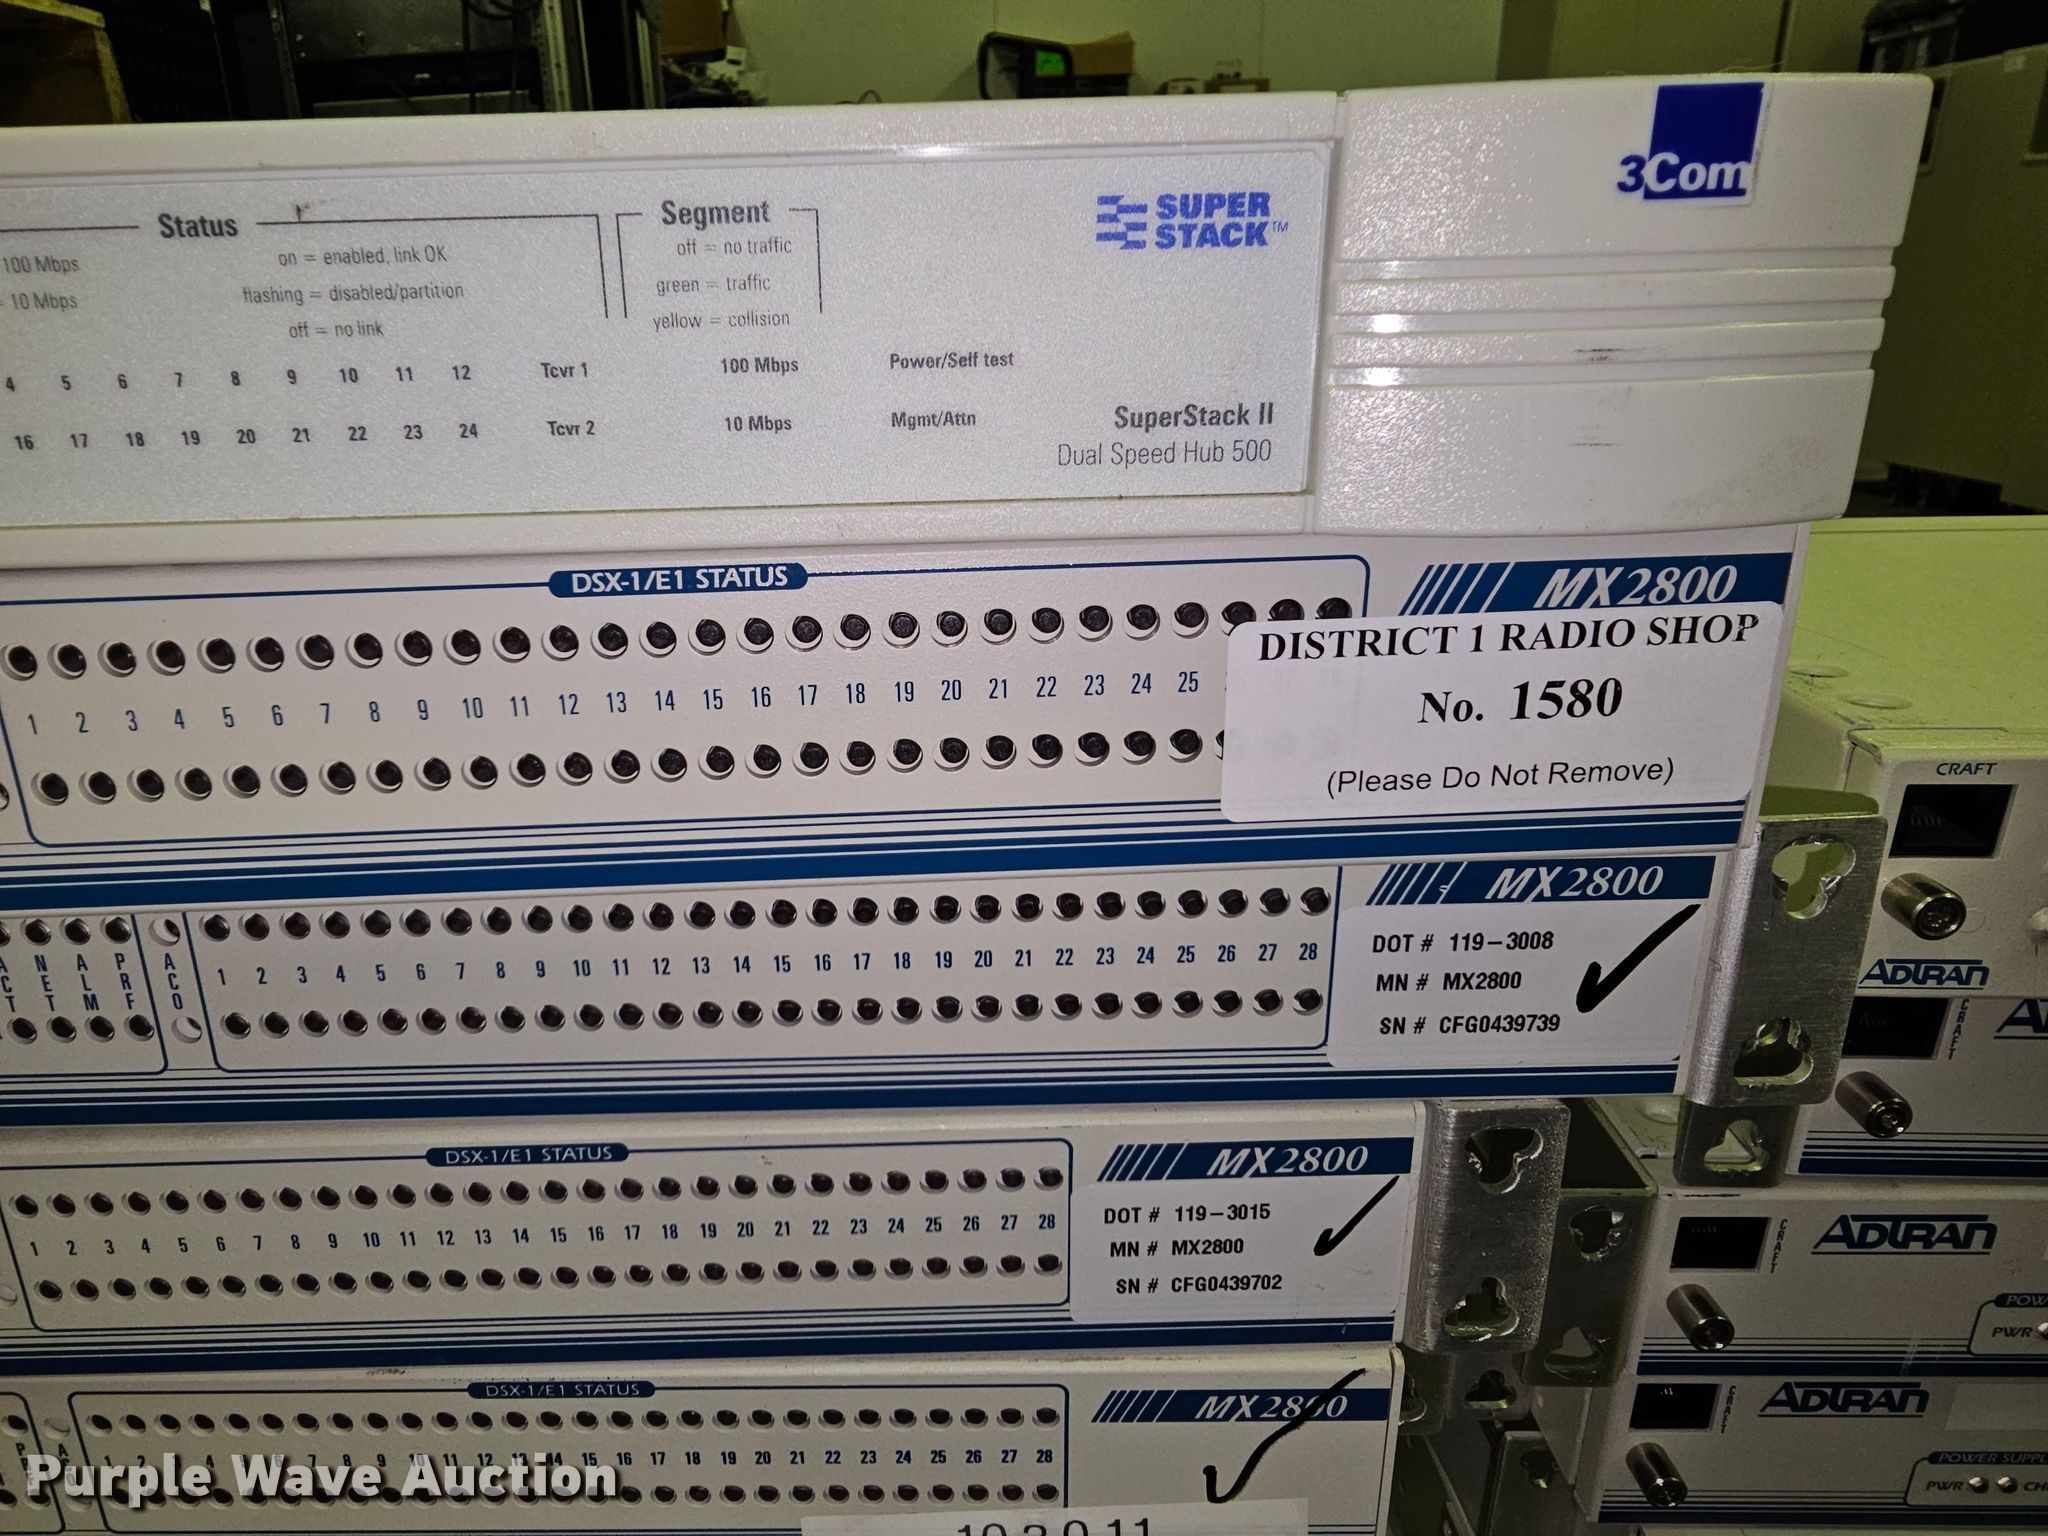 3Com
Status
Segment
SUPER
STACK™
100 Mbps
on = enabled, link OK
off = no traffic
= 10 Mbps
flashing = disabled/partition
green = traffic
off = no link
yellow = collision
4 5 6 7 8 9 10 11 12 Tcvr 1 100 Mbps Power/Self test
16 17 18 19 20 21 22 23 24 Tcvr 2 10 Mbps Mgmt/Attn
SuperStack II
Dual Speed Hub 500
DSX-1/E1 STATUS
MX2800
1 2 3 4 5 6 7 8 9 10 11 12 13 14 15 16 17 18 19 20 21 22 23 24 25
DISTRICT 1 RADIO SHOP
No. 1580
(Please Do Not Remove)
MX2800
NET ALM PRF ACO
1 2 3 4 5 6 7 8 9 10 11 12 13 14 15 16 17 18 19 20 21 22 23 24 25 26 27 28
DOT # 119-3008
MN # MX2800
SN # CFG0439739
DSX-1/E1 STATUS
MX2800
1 2 3 4 5 6 7 8 9 10 11 12 13 14 15 16 17 18 19 20 21 22 23 24 25 26 27 28
DOT # 119-3015
MN # MX2800
SN # CFG0439702
DSX-1/E1 STATUS
MX2800
1 2 3 4 5 6 7 8 9 10 11 12 13 14 15 16 17 18 19 20 21 22 23 24 25 26 27 28
CRAFT
ADTRAN
CRAFT
CRAFT
ADTRAN
PWR
CRAFT
ADTRAN
POWER SUPPL
PWR
Purple Wave Auction